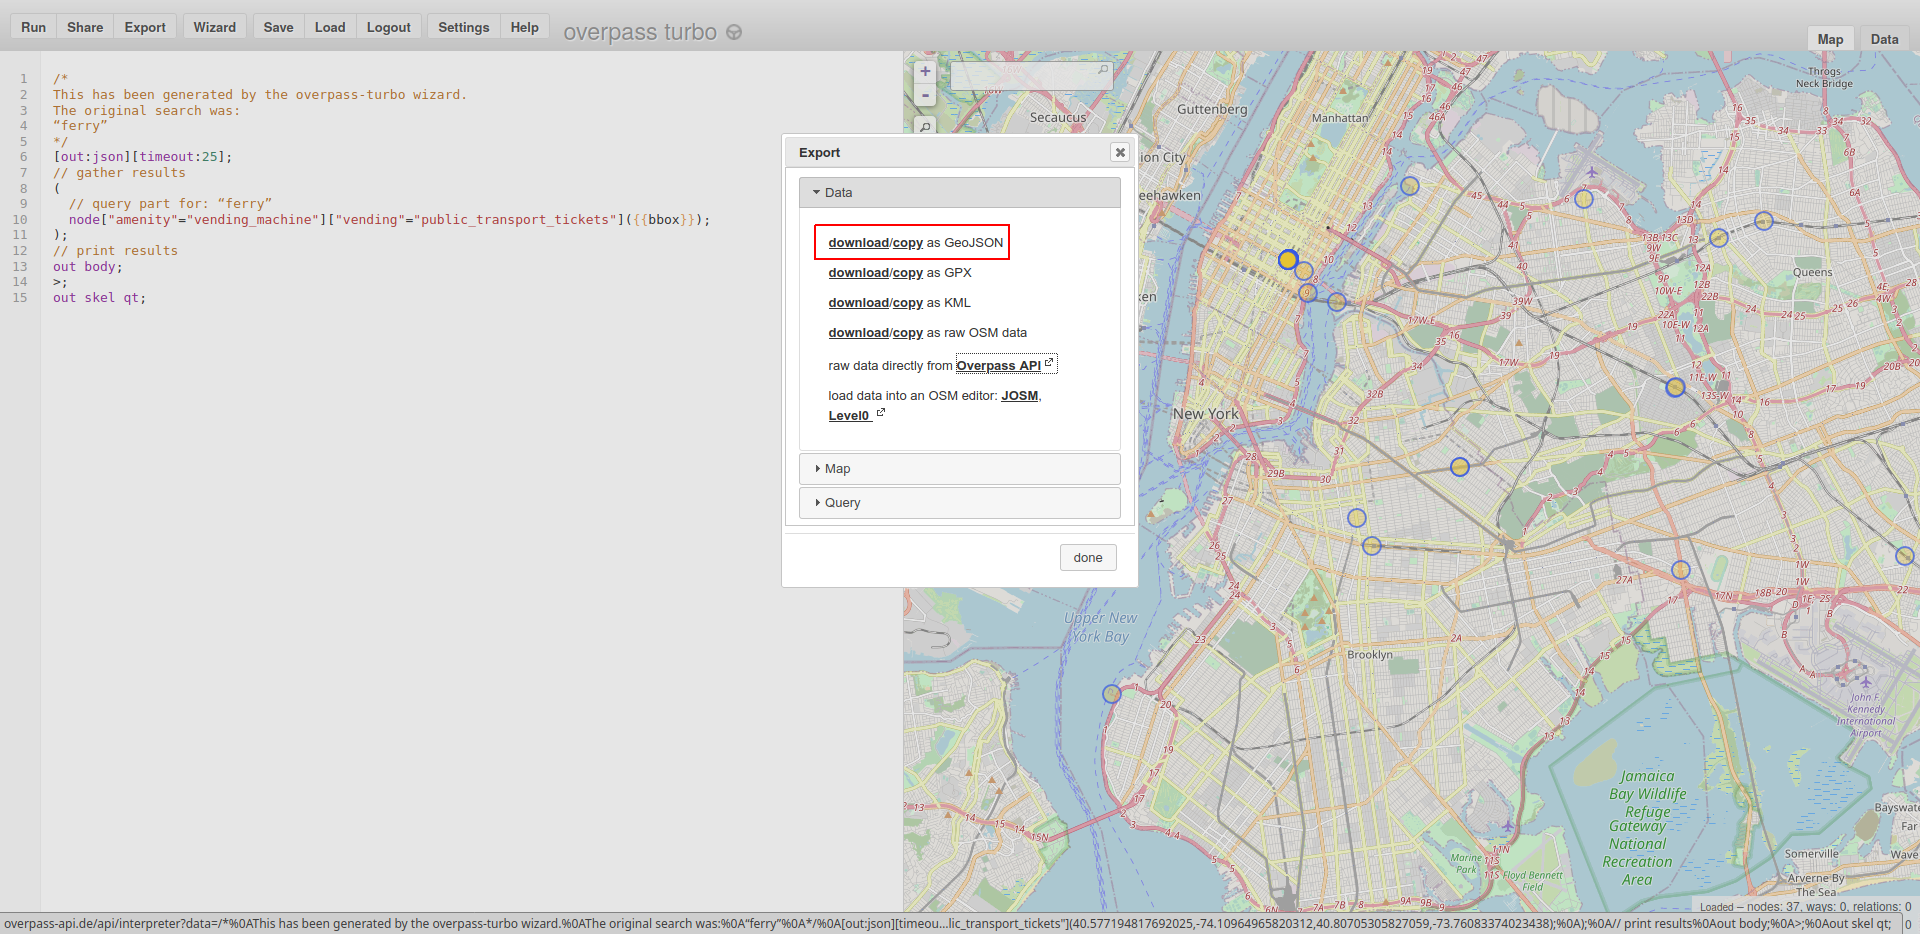 Run Share Export Wizard Save Load Logout Settings Help overpass turbo
Map Data
1 /*
2 This has been generated by the overpass-turbo wizard.
3 The original search was:
4 “ferry”
5 */
6 [out:json][timeout:25];
7 // gather results
8 (
9 // query part for: “ferry”
10 node["amenity"="vending_machine"]["vending"="public_transport_tickets"]({{bbox}});
11 );
12 // print results
13 out body;
14 >;
15 out skel qt;
Export
Data
download/copy as GeoJSON
download/copy as GPX
download/copy as KML
download/copy as raw OSM data
raw data directly from Overpass API
load data into an OSM editor: JOSM,
Level0
Map
Query
done
+
-
Throgs
Neck Bridge
Guttenberg
Secaucus
Manhattan
ion City
eehawken
Queens
ken
New York
Upper New
York Bay
Brooklyn
John F.
Kennedy
International
Airport
Jamaica
Bay Wildlife
Refuge
Gateway
National
Recreation
Area
Bayswate
Far
Somerville
Wave
Arverne By
The Sea
Marine
Park
Floyd Bennett
Field
Loaded – nodes: 37, ways: 0, relations: 0
overpass-api.de/api/interpreter?data=/*%0AThis has been generated by the overpass-turbo wizard.%0AThe original search was:%0A“ferry”%0A*/%0A[out:json][timeou...lic_transport_tickets"](40.577194817692025,-74.10964965820312,40.80705305827059,-73.76083374023438);%0A);%0A// print results%0Aout body;%0A>;%0Aout skel qt; 0